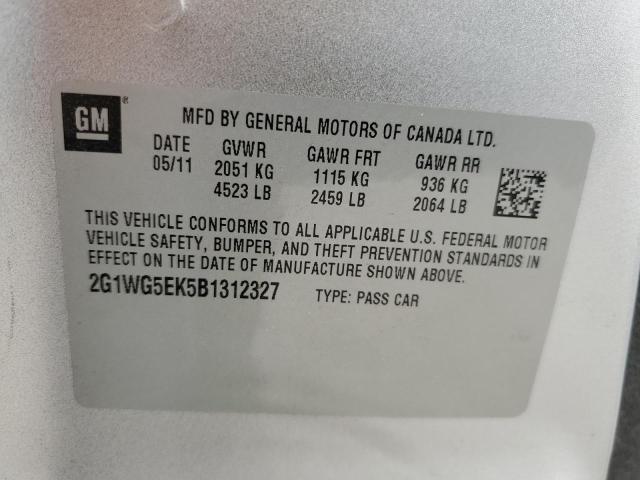 GM ®
MFD BY GENERAL MOTORS OF CANADA LTD.
DATE GVWR GAWR FRT GAWR RR
05/11 2051 KG 1115 KG 936 KG
4523 LB 2459 LB 2064 LB
THIS VEHICLE CONFORMS TO ALL APPLICABLE U.S. FEDERAL MOTOR
VEHICLE SAFETY, BUMPER, AND THEFT PREVENTION STANDARDS IN
EFFECT ON THE DATE OF MANUFACTURE SHOWN ABOVE.
2G1WG5EK5B1312327 TYPE: PASS CAR